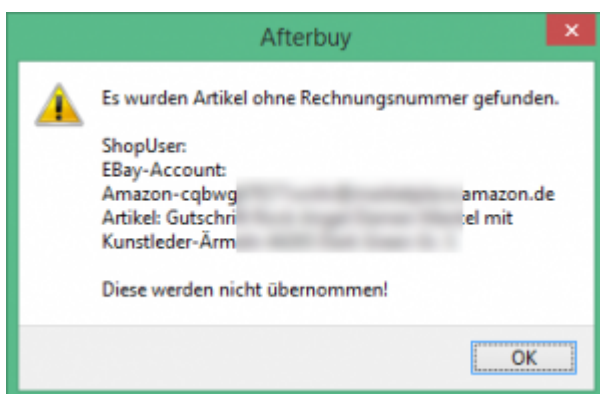 Afterbuy
Es wurden Artikel ohne Rechnungsnummer gefunden.
ShopUser:
EBay-Account:
Amazon-cqbwg amazon.de
Artikel: Gutschri el mit
Kunstleder-Ärm
Diese werden nicht übernommen!
OK